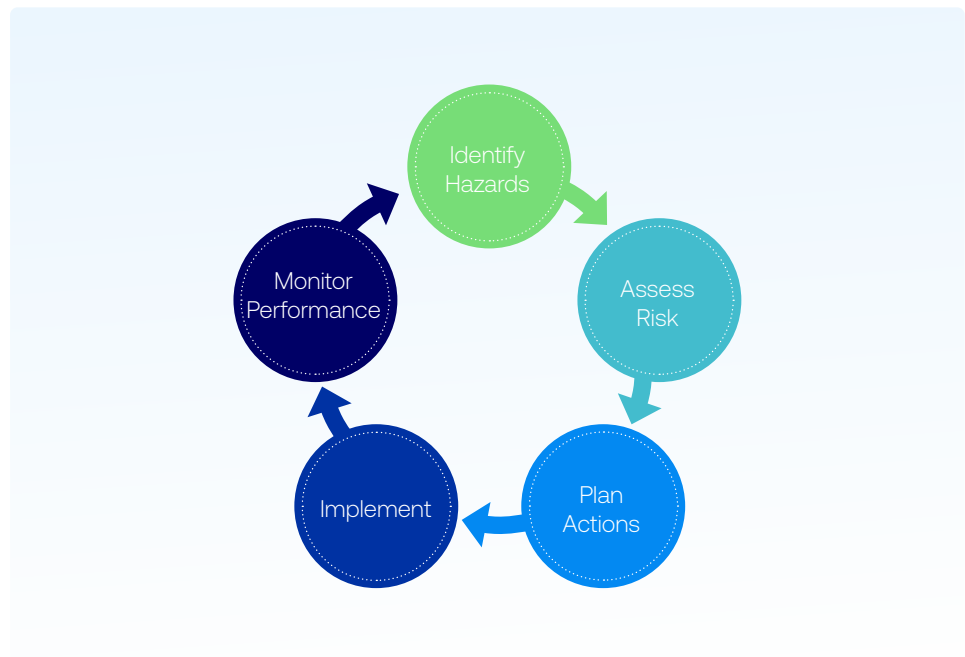 Identify
Hazards
Assess
Risk
Plan
Actions
Implement
Monitor
Performance